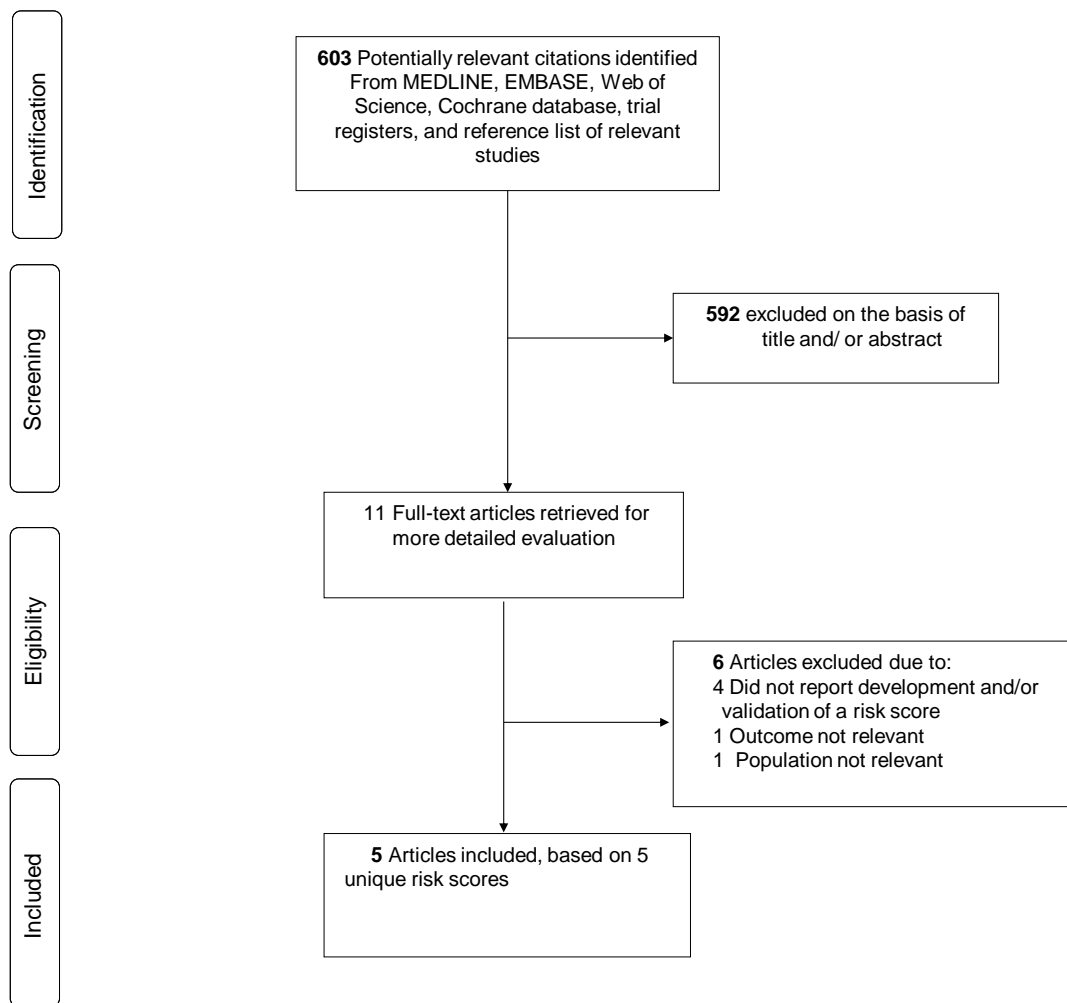 Identification
603 Potentially relevant citations identified
From MEDLINE, EMBASE, Web of
Science, Cochrane database, trial
registers, and reference list of relevant
studies
Screening
592 excluded on the basis of
title and/ or abstract
11 Full-text articles retrieved for
more detailed evaluation
Eligibility
6 Articles excluded due to:
4 Did not report development and/or
validation of a risk score
1 Outcome not relevant
1 Population not relevant
Included
5 Articles included, based on 5
unique risk scores